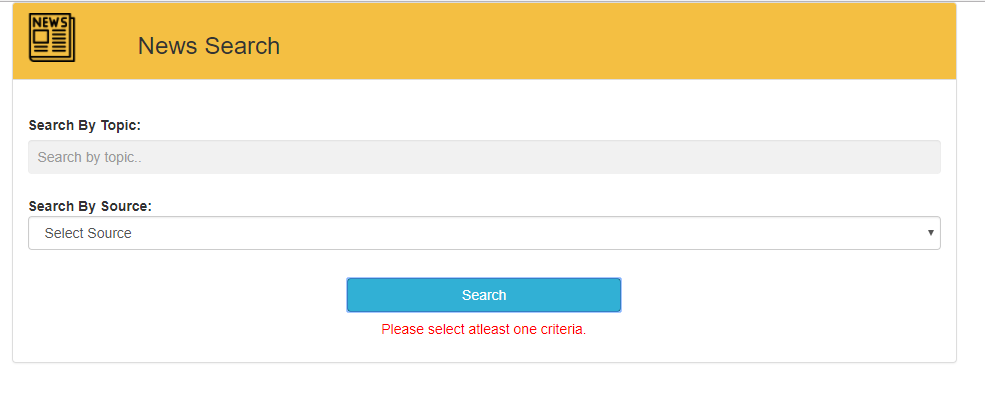 NEWS
News Search
Search By Topic:
Search by topic..
Search By Source:
Select Source
Search
Please select atleast one criteria.